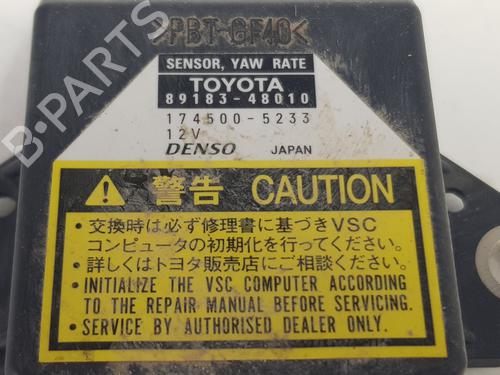 >PBT-GF40<
SENSOR, YAW RATE
TOYOTA
89183-48010
174500-5233
12V
DENSO JAPAN
警告 CAUTION
• 交換時は必ず修理書に基づきVSC
コンピュータの初期化を行ってください。
• 詳しくはトヨタ販売店にご相談ください。
• INITIALIZE THE VSC COMPUTER ACCORDING
TO THE REPAIR MANUAL BEFORE SERVICING.
• SERVICE BY AUTHORISED DEALER ONLY.
B-PARTS